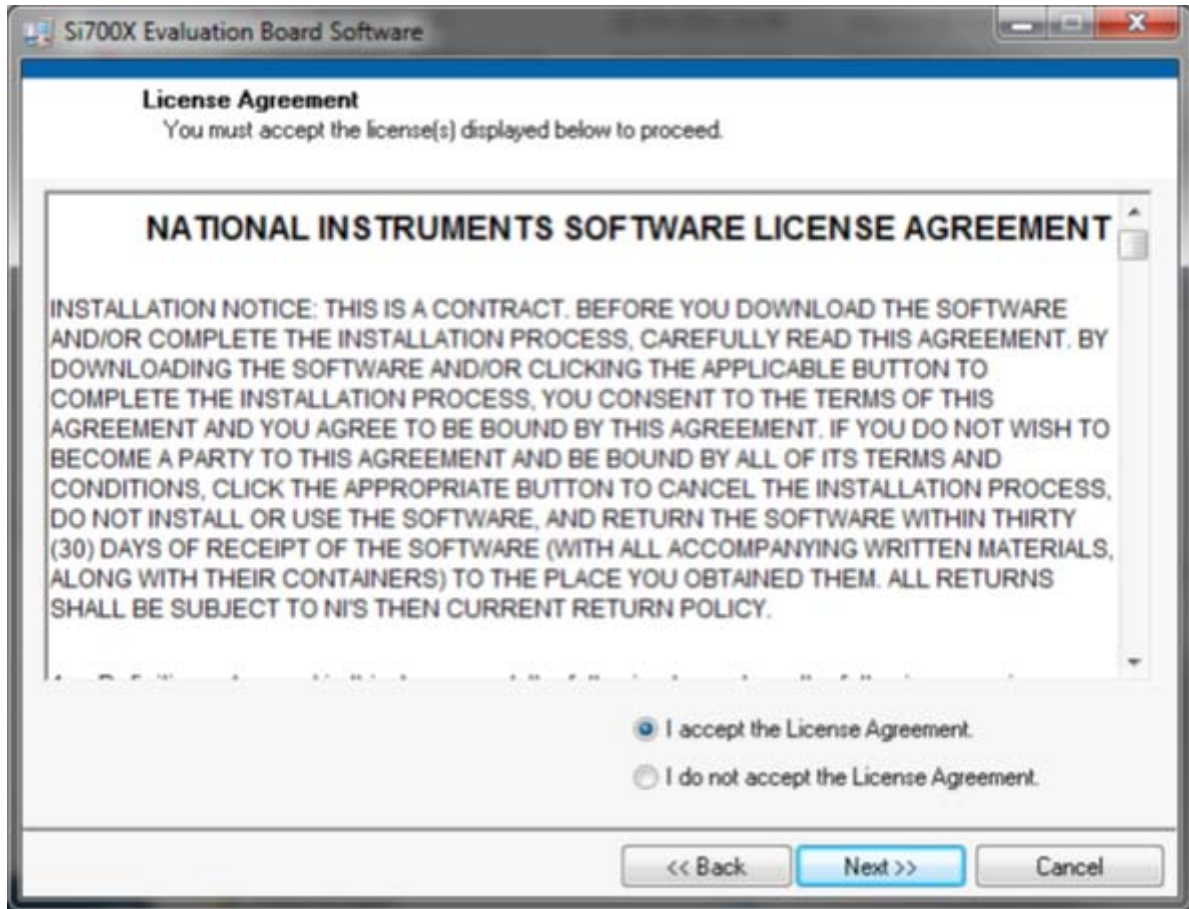 Si700X Evaluation Board Software
License Agreement
You must accept the license(s) displayed below to proceed.
NATIONAL INSTRUMENTS SOFTWARE LICENSE AGREEMENT
INSTALLATION NOTICE: THIS IS A CONTRACT. BEFORE YOU DOWNLOAD THE SOFTWARE
AND/OR COMPLETE THE INSTALLATION PROCESS, CAREFULLY READ THIS AGREEMENT. BY
DOWNLOADING THE SOFTWARE AND/OR CLICKING THE APPLICABLE BUTTON TO
COMPLETE THE INSTALLATION PROCESS, YOU CONSENT TO THE TERMS OF THIS
AGREEMENT AND YOU AGREE TO BE BOUND BY THIS AGREEMENT. IF YOU DO NOT WISH TO
BECOME A PARTY TO THIS AGREEMENT AND BE BOUND BY ALL OF ITS TERMS AND
CONDITIONS, CLICK THE APPROPRIATE BUTTON TO CANCEL THE INSTALLATION PROCESS,
DO NOT INSTALL OR USE THE SOFTWARE, AND RETURN THE SOFTWARE WITHIN THIRTY
(30) DAYS OF RECEIPT OF THE SOFTWARE (WITH ALL ACCOMPANYING WRITTEN MATERIALS,
ALONG WITH THEIR CONTAINERS) TO THE PLACE YOU OBTAINED THEM. ALL RETURNS
SHALL BE SUBJECT TO NI'S THEN CURRENT RETURN POLICY.
I accept the License Agreement.
I do not accept the License Agreement.
<< Back Next >> Cancel